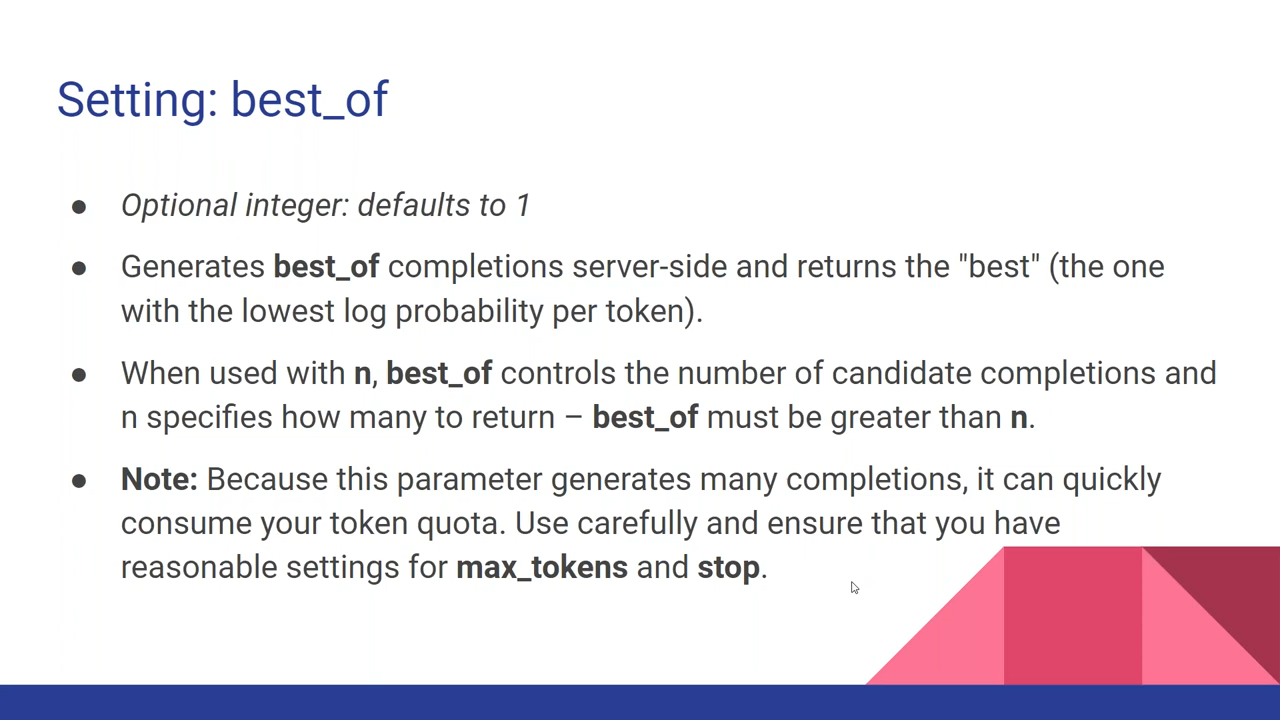 Setting: best_of
● Optional integer: defaults to 1
● Generates best_of completions server-side and returns the "best" (the one
with the lowest log probability per token).
● When used with n, best_of controls the number of candidate completions and
n specifies how many to return – best_of must be greater than n.
● Note: Because this parameter generates many completions, it can quickly
consume your token quota. Use carefully and ensure that you have
reasonable settings for max_tokens and stop.